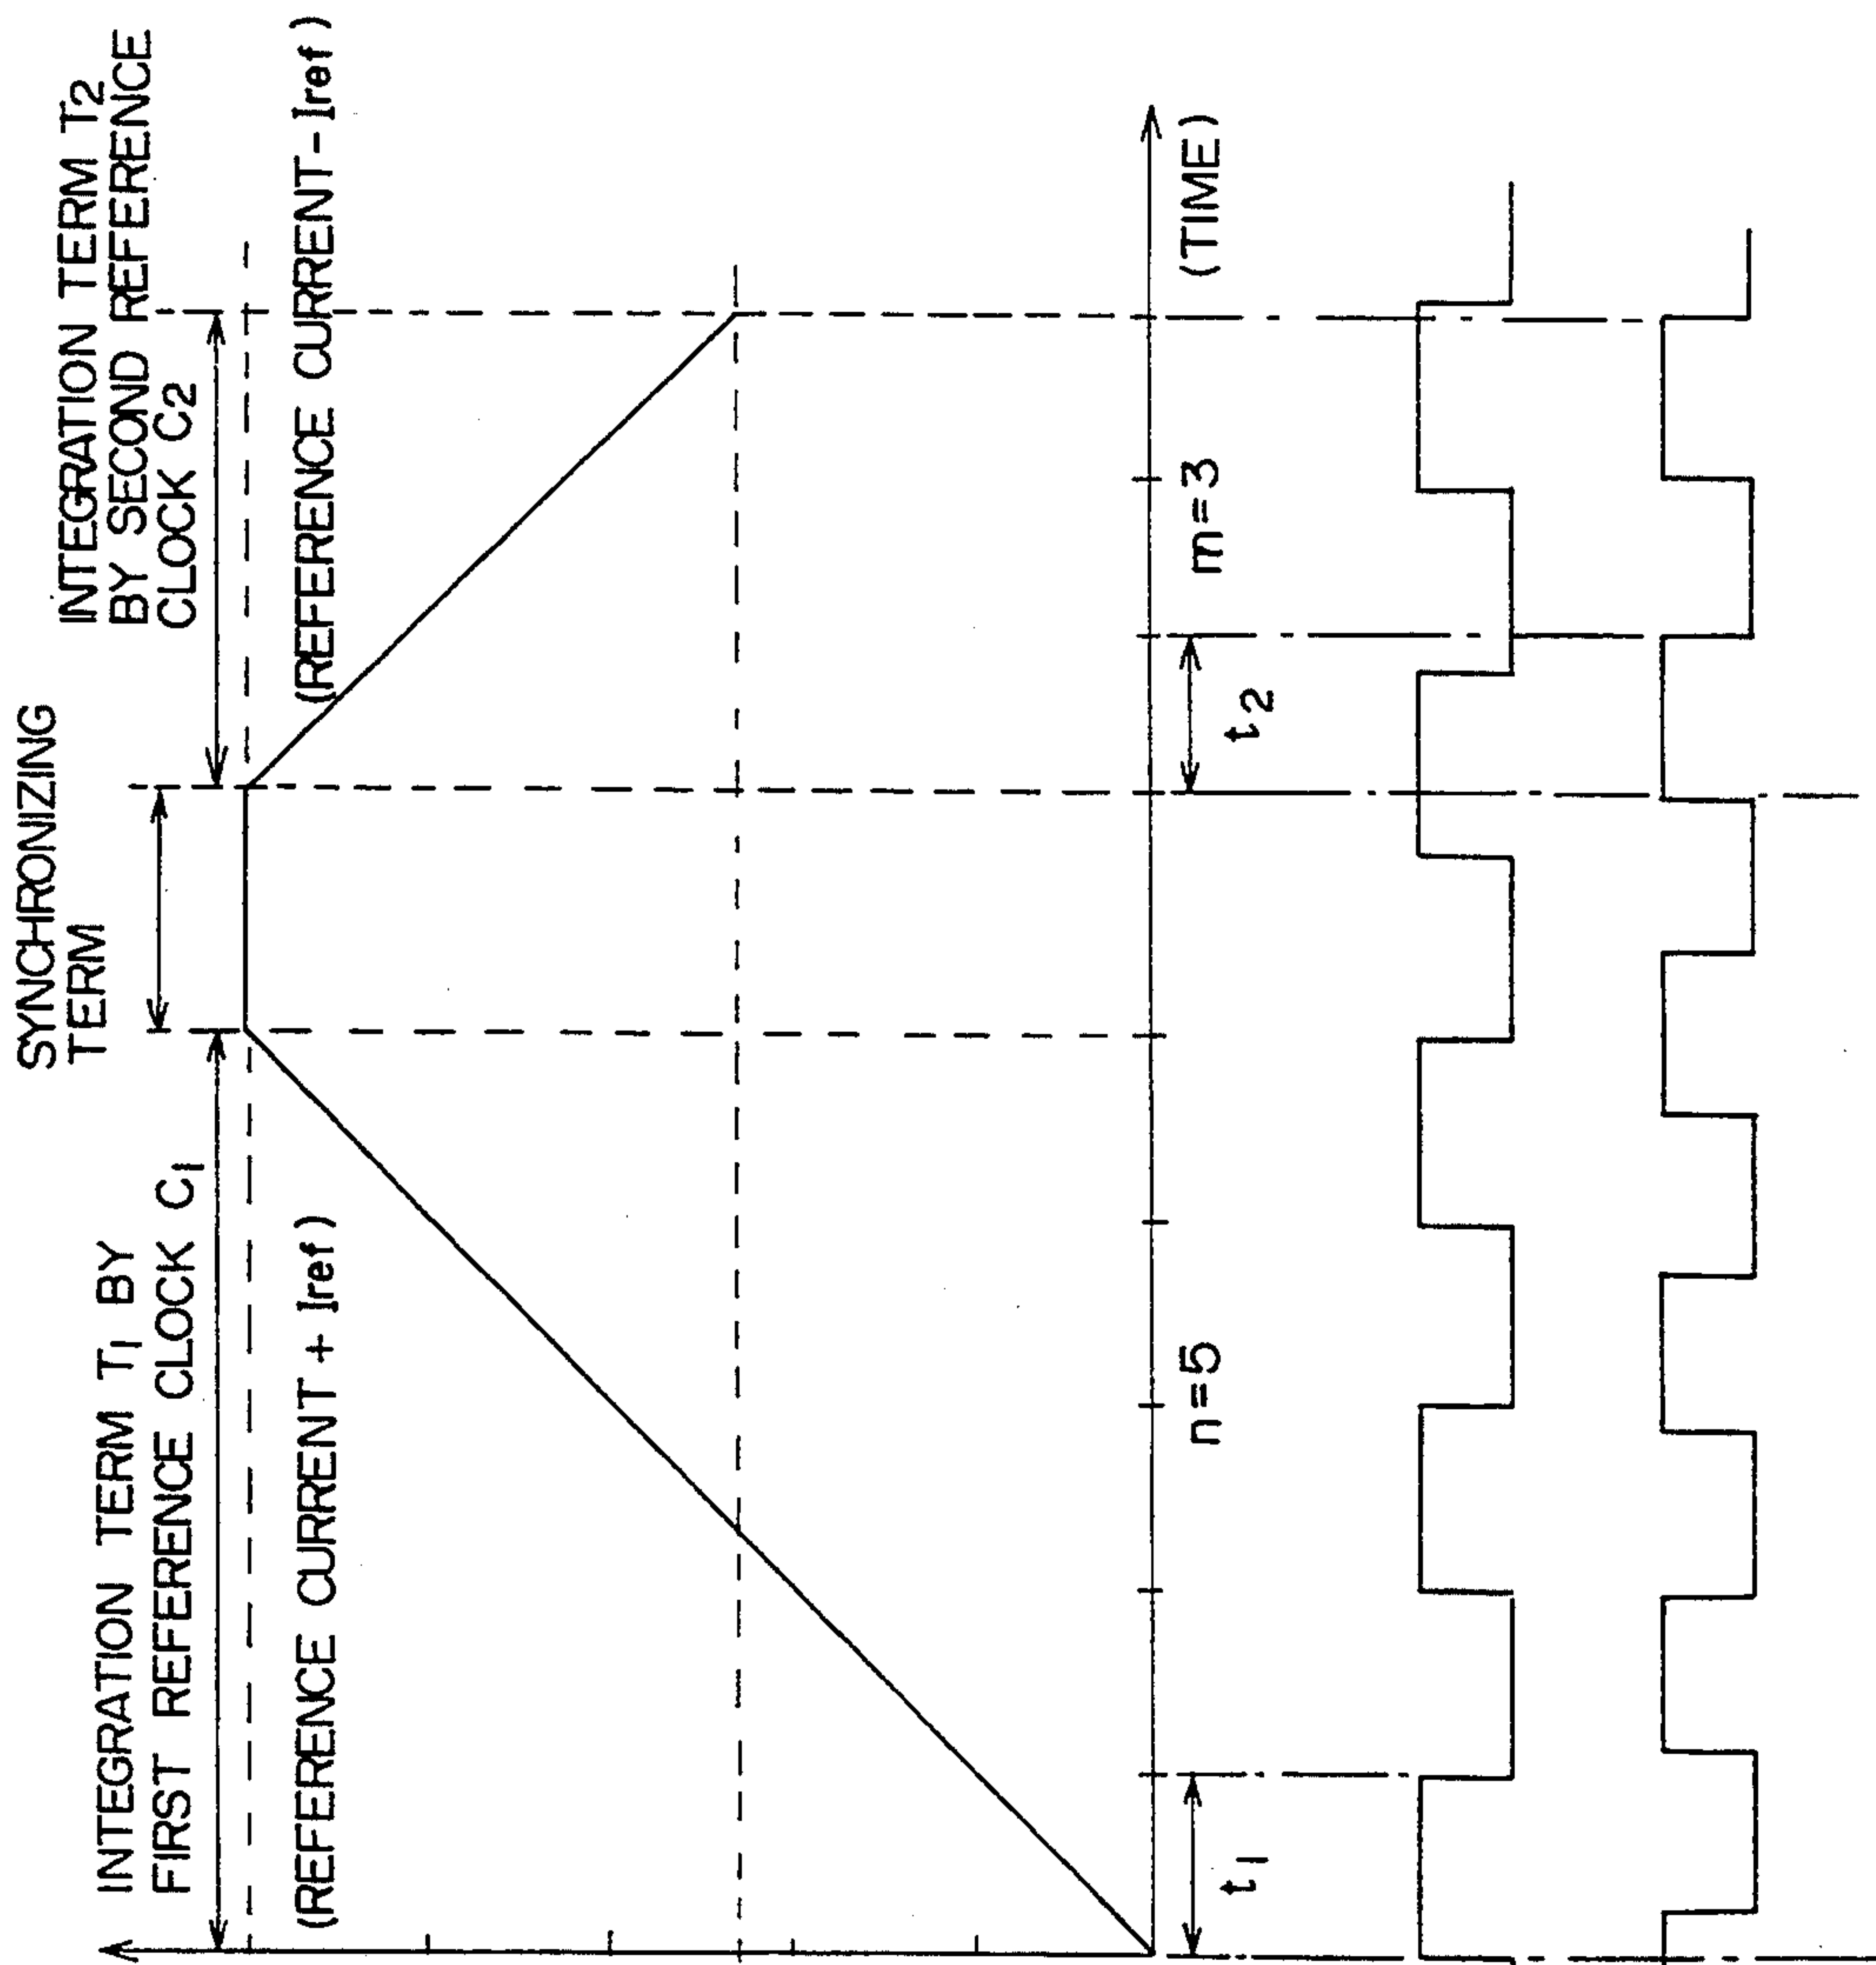 INTEGRATION TERM T1 BY
FIRST REFERENCE CLOCK C1
SYNCHRONIZING
TERM
INTEGRATION TERM T2
BY SECOND REFERENCE
CLOCK C2
(REFERENCE CURRENT + Iref)
(REFERENCE CURRENT-Iref)
n=5
m=3
(TIME)
t1
t2